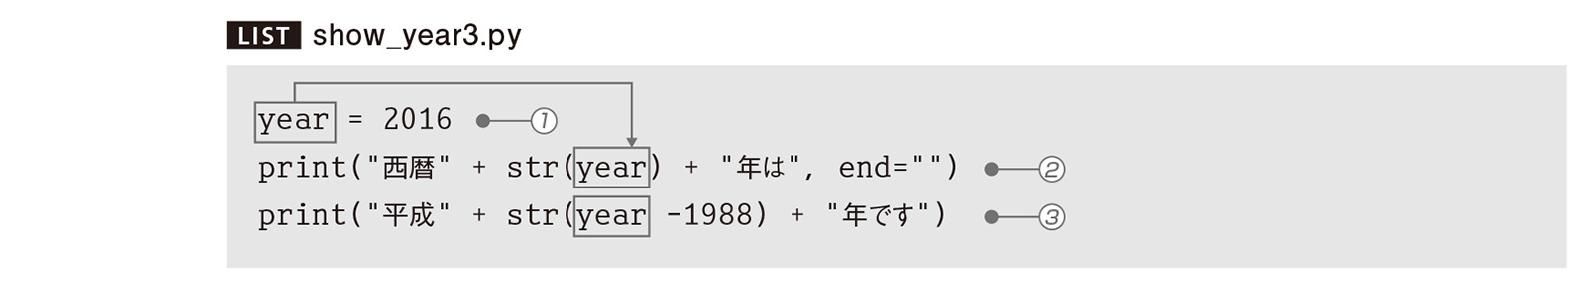 LIST show_year3.py
year = 2016 ①
print("西暦" + str(year) + "年は", end="") ②
print("平成" + str(year -1988) + "年です") ③